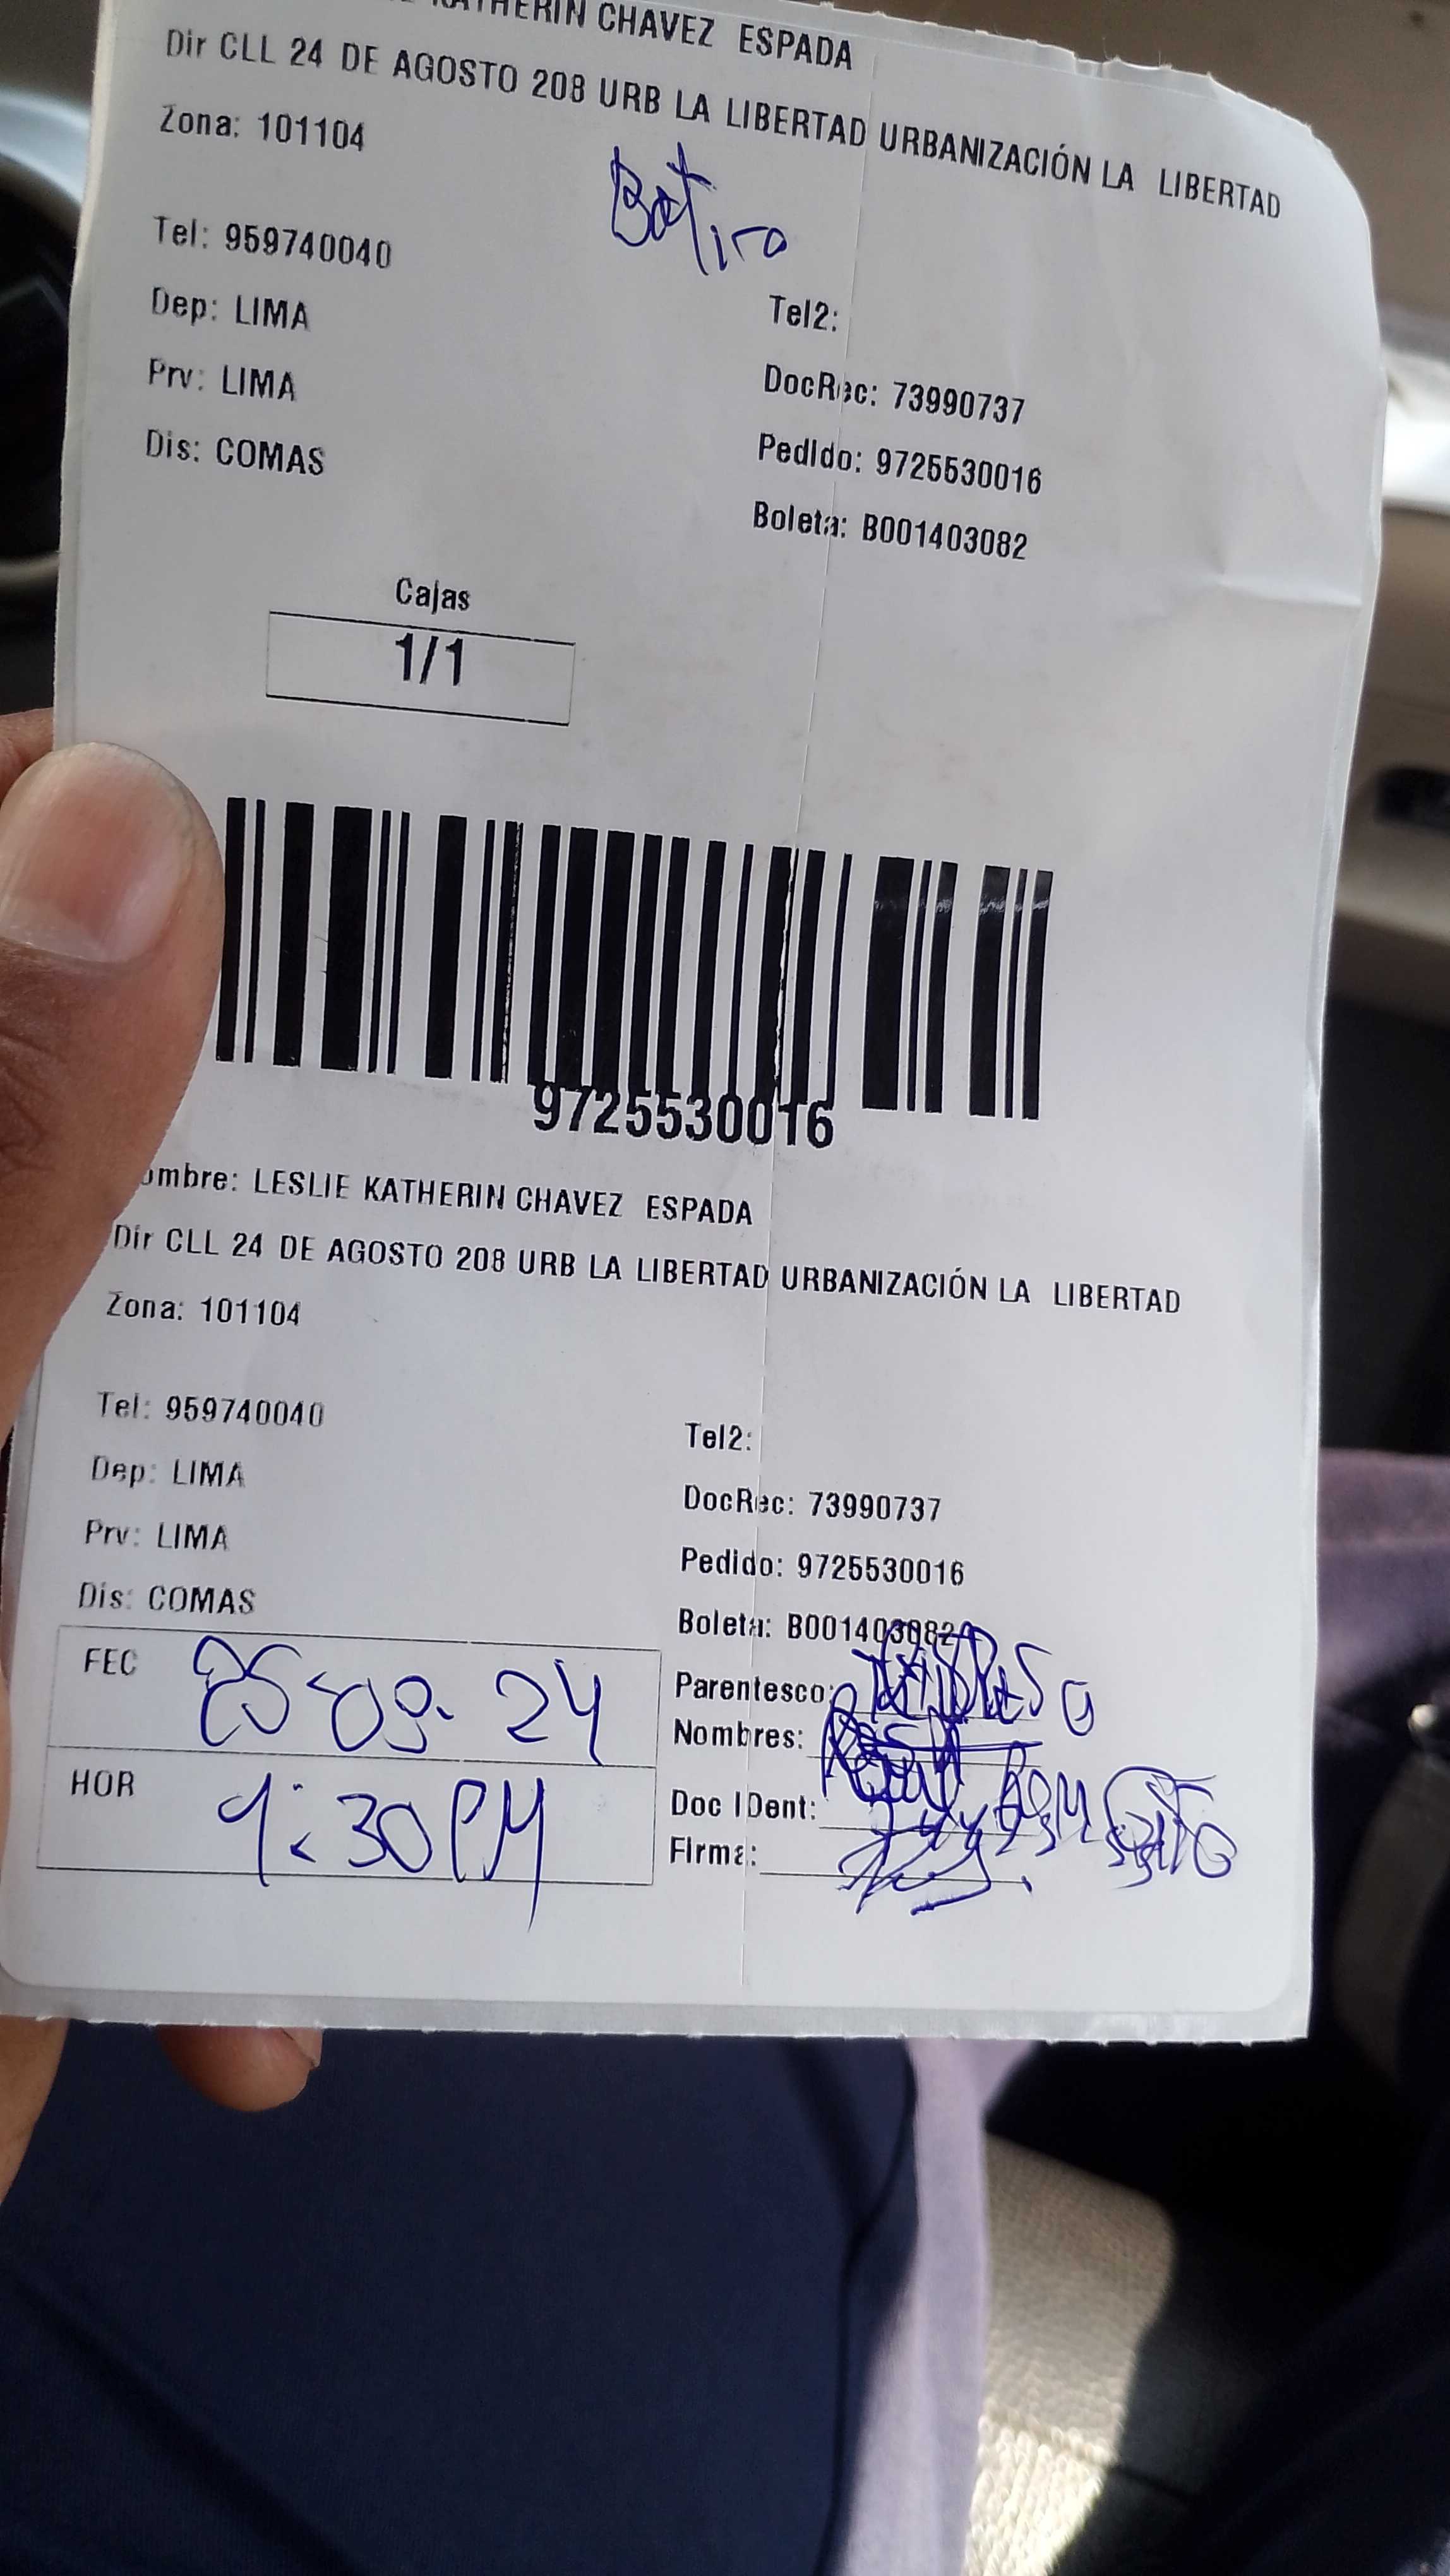 KATHERIN CHAVEZ ESPADA
Dir CLL 24 DE AGOSTO 208 URB LA LIBERTAD URBANIZACIÓN LA LIBERTAD
Zona: 101104
Tel: 959740040
Tel2:
Dep: LIMA
DocRec: 73990737
Prv: LIMA
Pedido: 9725530016
Dis: COMAS
Boleta: B001403082
Cajas
1/1
9725530016
ombre: LESLIE KATHERIN CHAVEZ ESPADA
Dir CLL 24 DE AGOSTO 208 URB LA LIBERTAD URBANIZACIÓN LA LIBERTAD
Zona: 101104
Tel: 959740040
Tel2:
Dep: LIMA
DocRec: 73990737
Prv: LIMA
Pedido: 9725530016
Dis: COMAS
Boleta: B001403082
FEC 25-09-24
Parentesco:
Nombres:
HOR 1:30 PM
Doc IDent:
Firma: